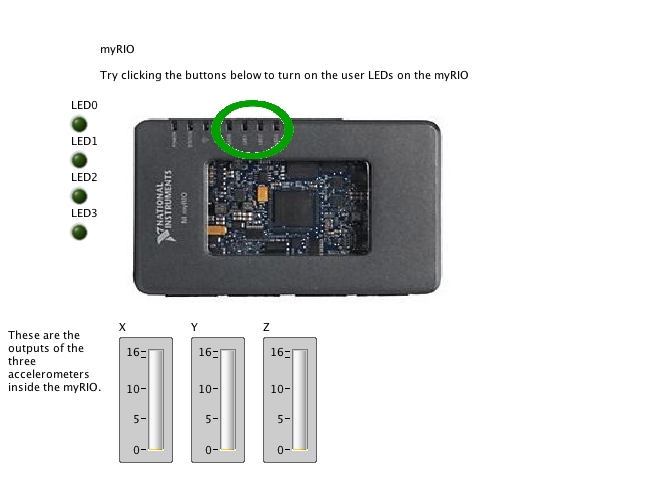 myRIO
Try clicking the buttons below to turn on the user LEDs on the myRIO
LED0
LED1
LED2
LED3
NATIONAL
INSTRUMENTS
NI myRIO
X
Y
Z
These are the
outputs of the
three
accelerometers
inside the myRIO.
16
10
5
0
16
10
5
0
16
10
5
0